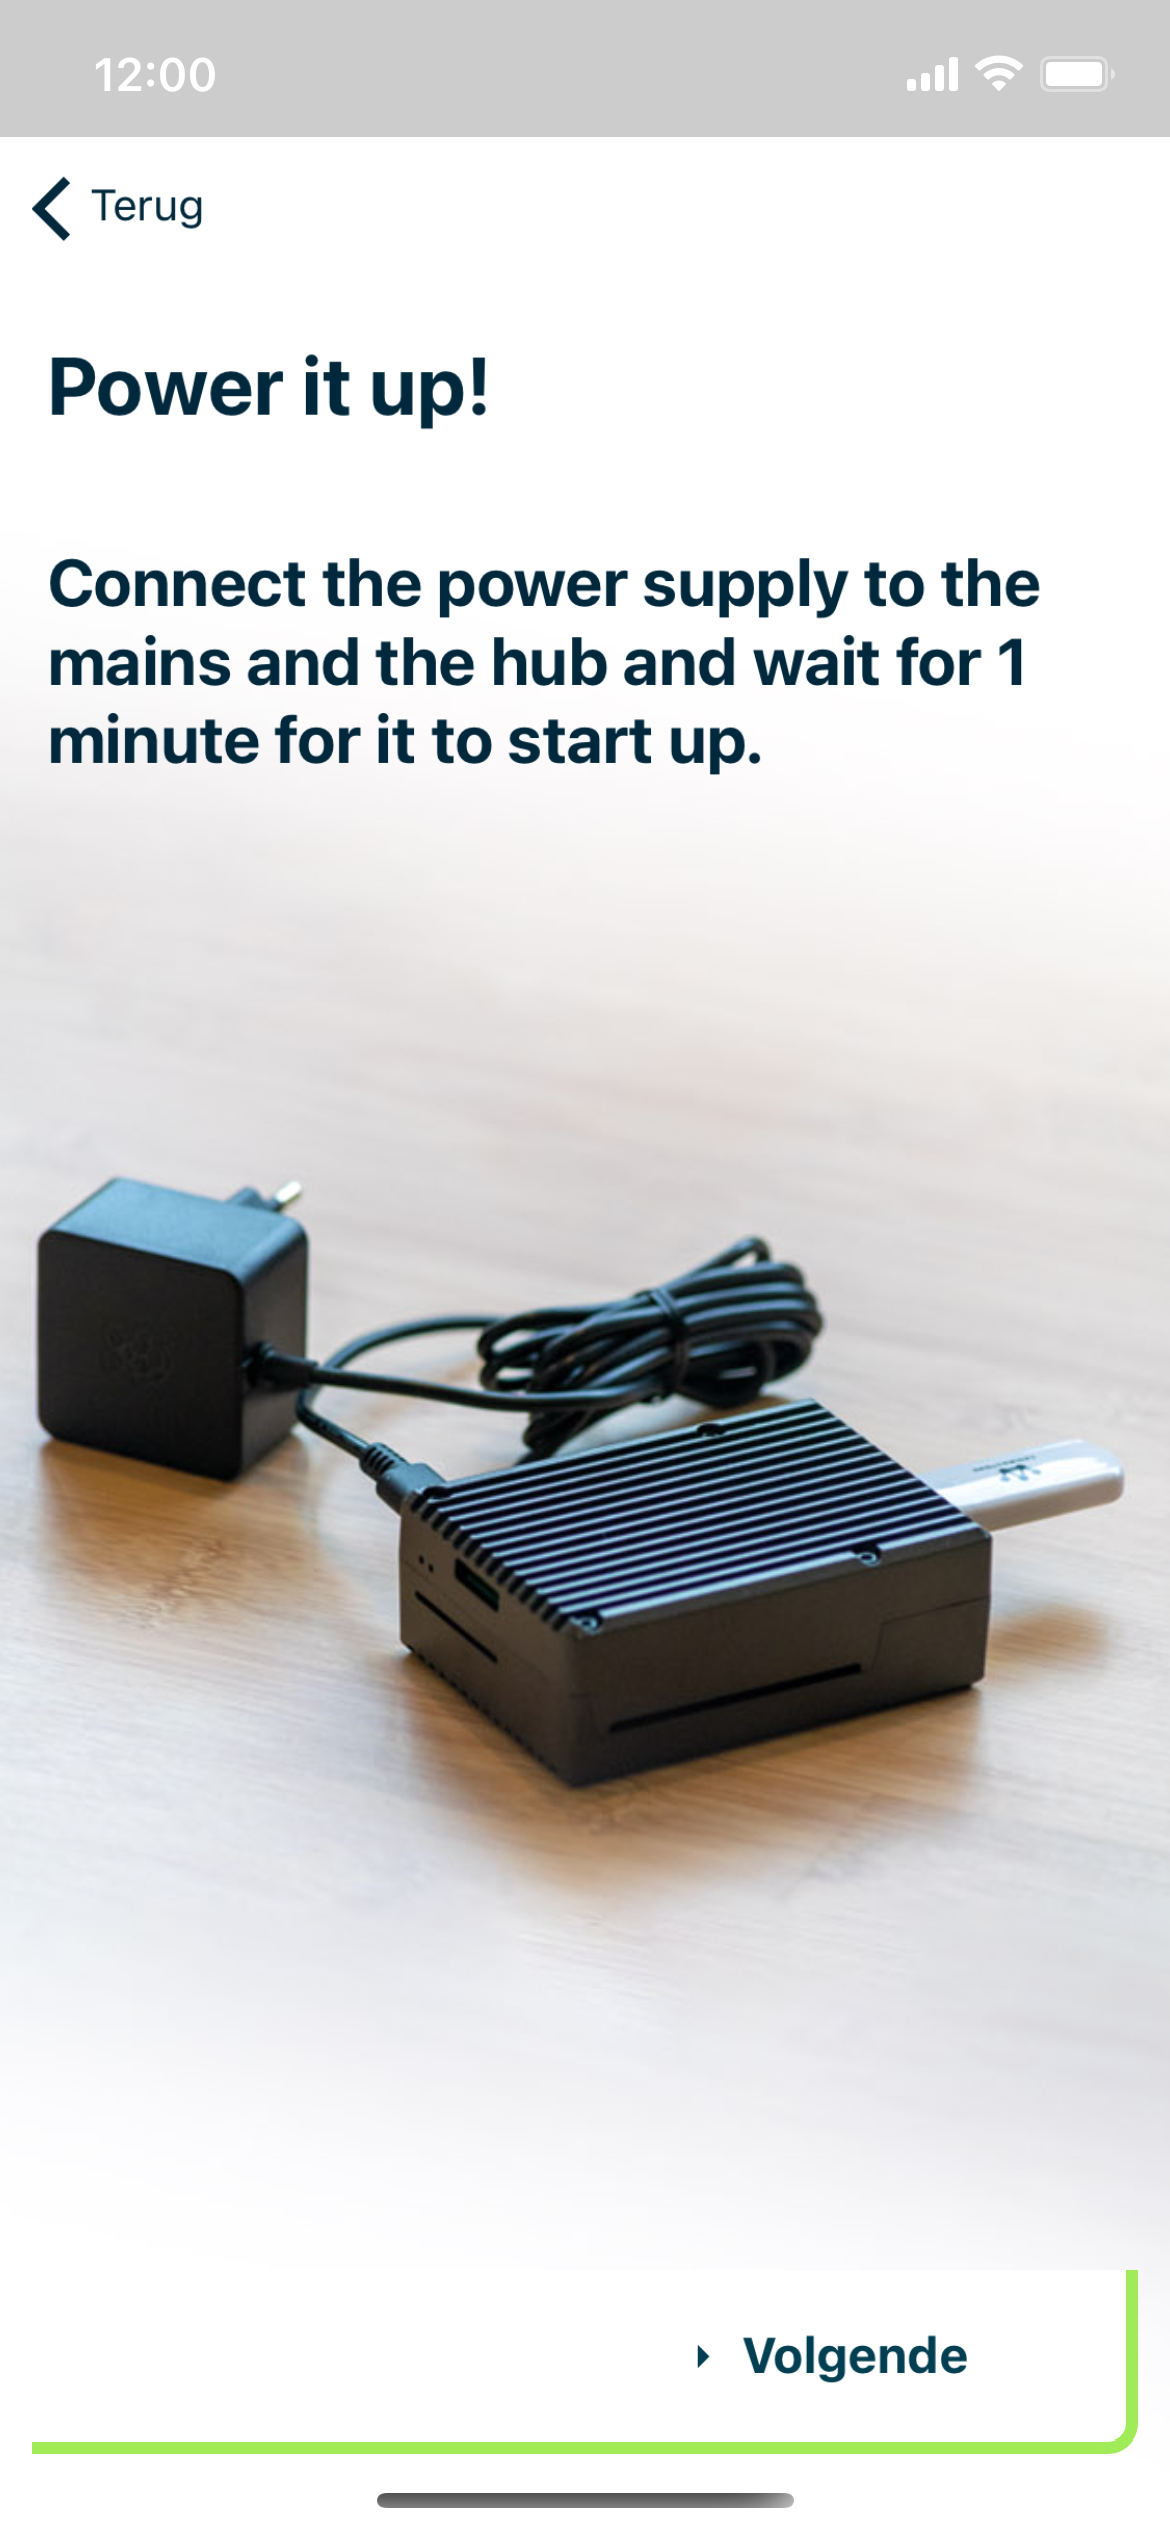 12:00
Terug
Power it up!
Connect the power supply to the
mains and the hub and wait for 1
minute for it to start up.
Volgende